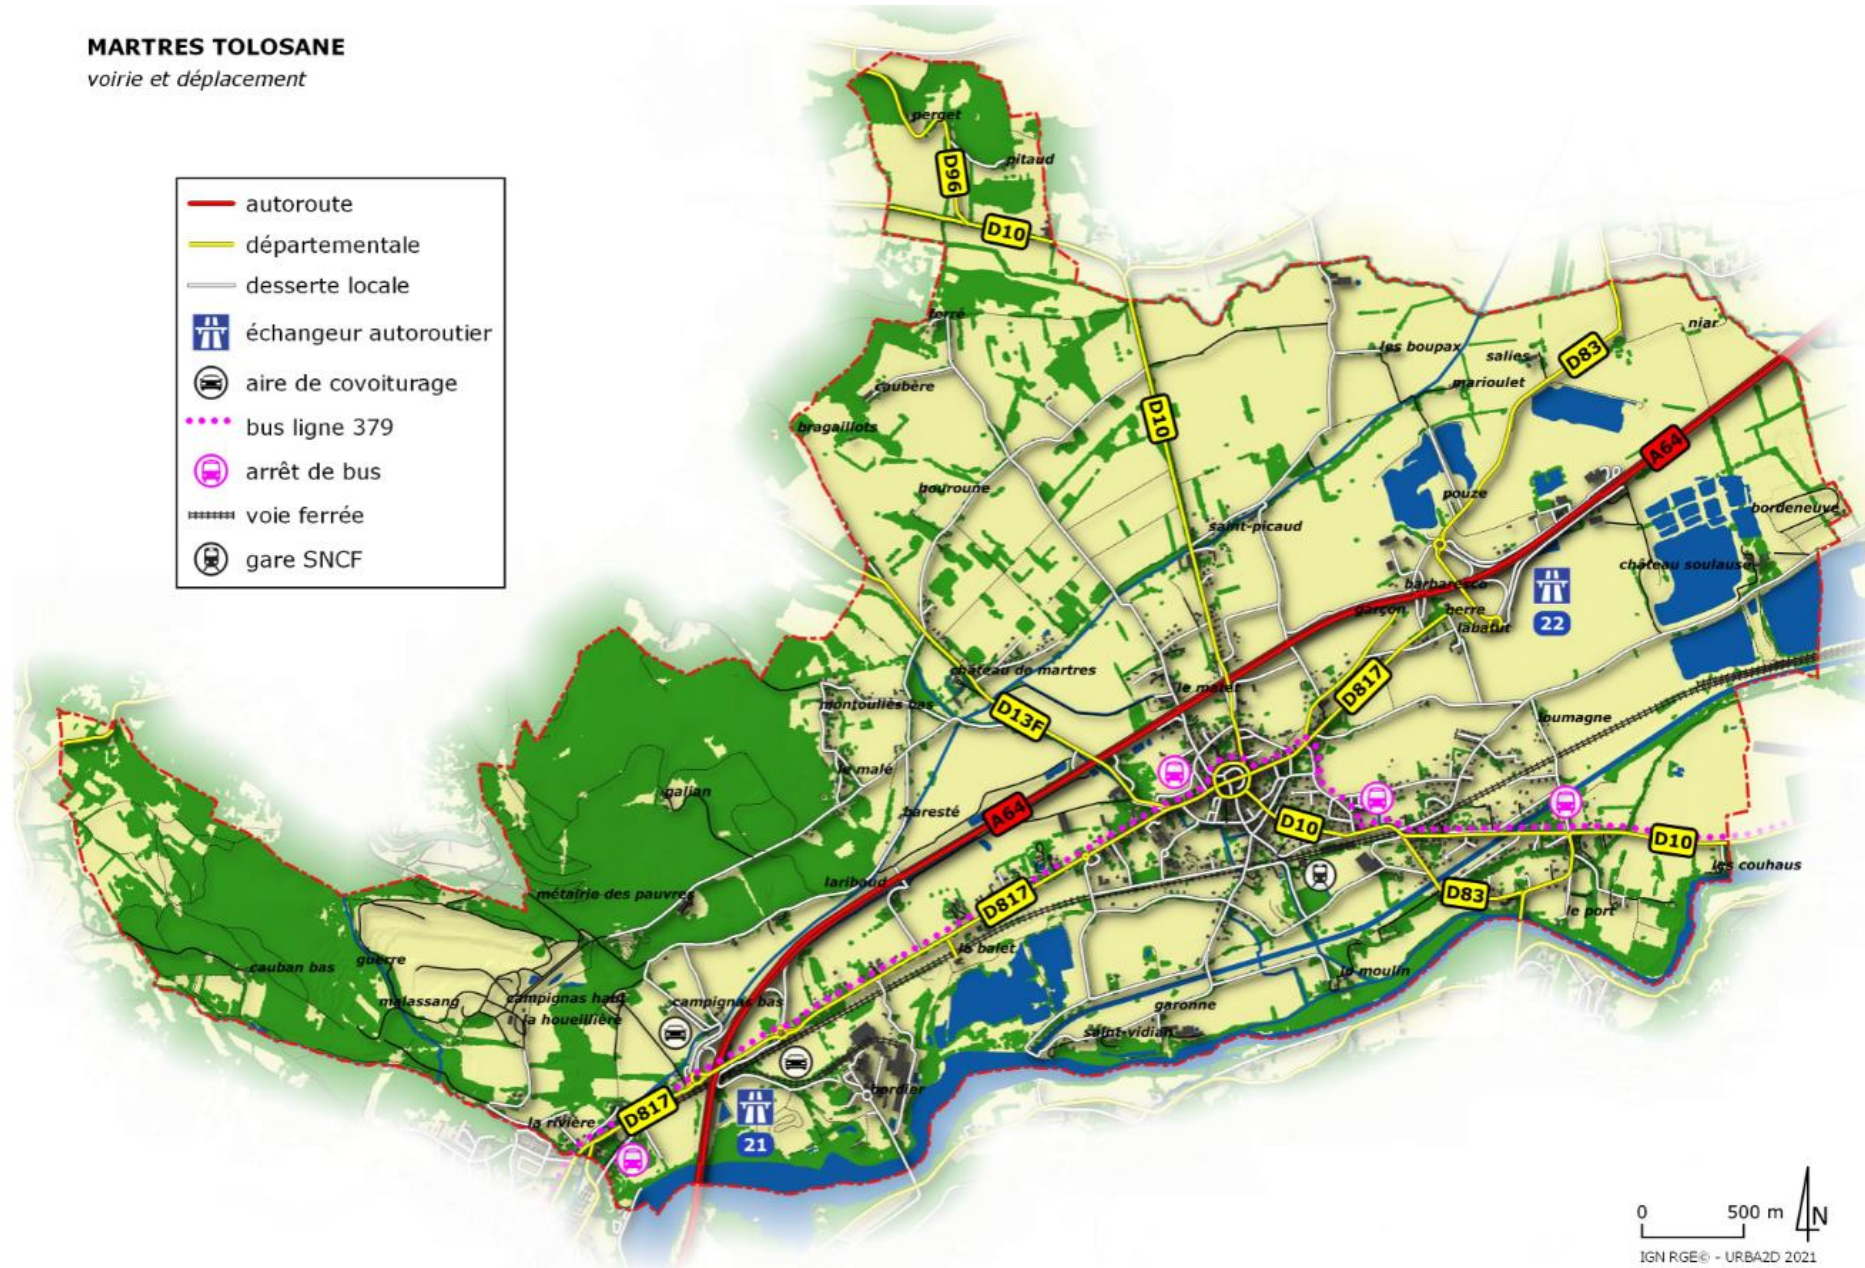 MARTRES TOLOSANE
voirie et déplacement
autoroute
départementale
desserte locale
échangeur autoroutier
aire de covoiturage
bus ligne 379
arrêt de bus
voie ferrée
gare SNCF
perget
pitaud
D96
D10
ferré
niar
les boupax
salies
D83
caubère
marioulet
D10
bragaillots
A64
houroune
pouze
saint-picaud
bordeneuve
château soulause
barbaresco
garçon
herre
labatut
22
château de martres
le matet
D817
montouliès bas
D13F
loumagne
le malé
galian
baresté
A64
D10
D10
les couhaus
laribaud
métairie des pauvres
D817
D83
le port
le balet
guerre
cauban bas
le moulin
malassang
campignas haut
campignas bas
garonne
la houeillière
saint-vidian
bordier
D817
la rivière
21
0 500 m
N
IGN RGE© - URBA2D 2021